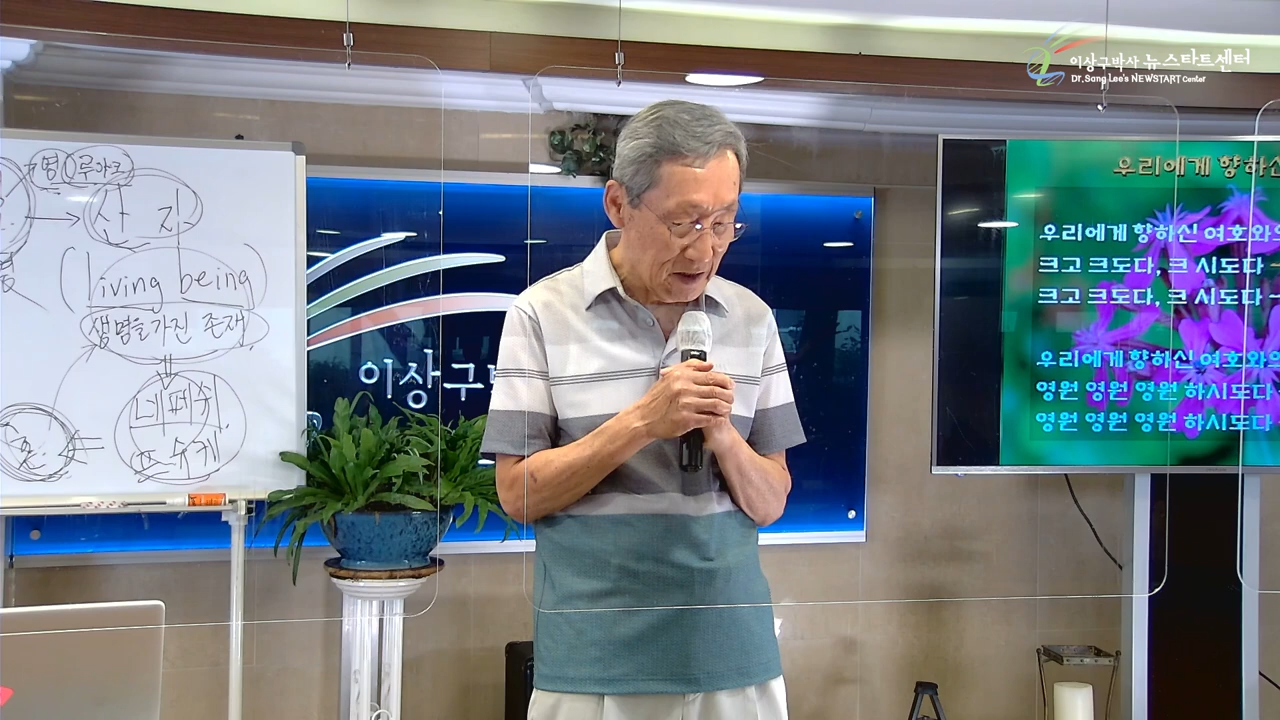 이상구박사 뉴스타트센터
Dr. Sang Lee's NEWSTART Center
루아크
산 자
living being
생명을 가진 존재
네페쉬
프슈케
이상구
우리에게 향하신
우리에게 향하신 여호와의
크고 크도다, 크 시도다
크고 크도다, 크 시도다
우리에게 향하신 여호와의
영원 영원 영원 하시도다
영원 영원 영원 하시도다